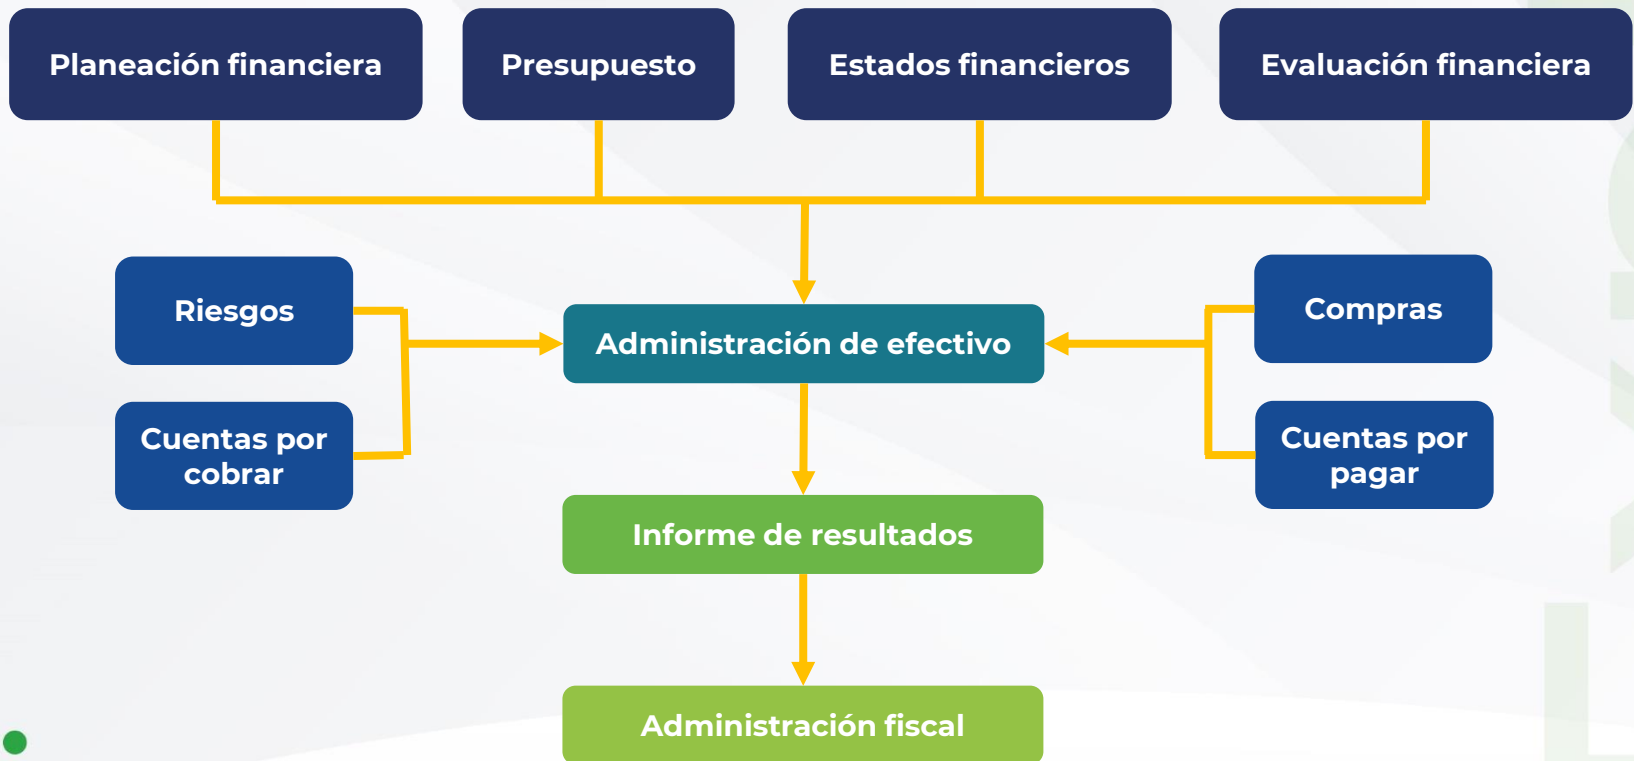 Planeación financiera
Presupuesto
Estados financieros
Evaluación financiera
Riesgos
Compras
Administración de efectivo
Cuentas por
cobrar
Cuentas por
pagar
Informe de resultados
Administración fiscal